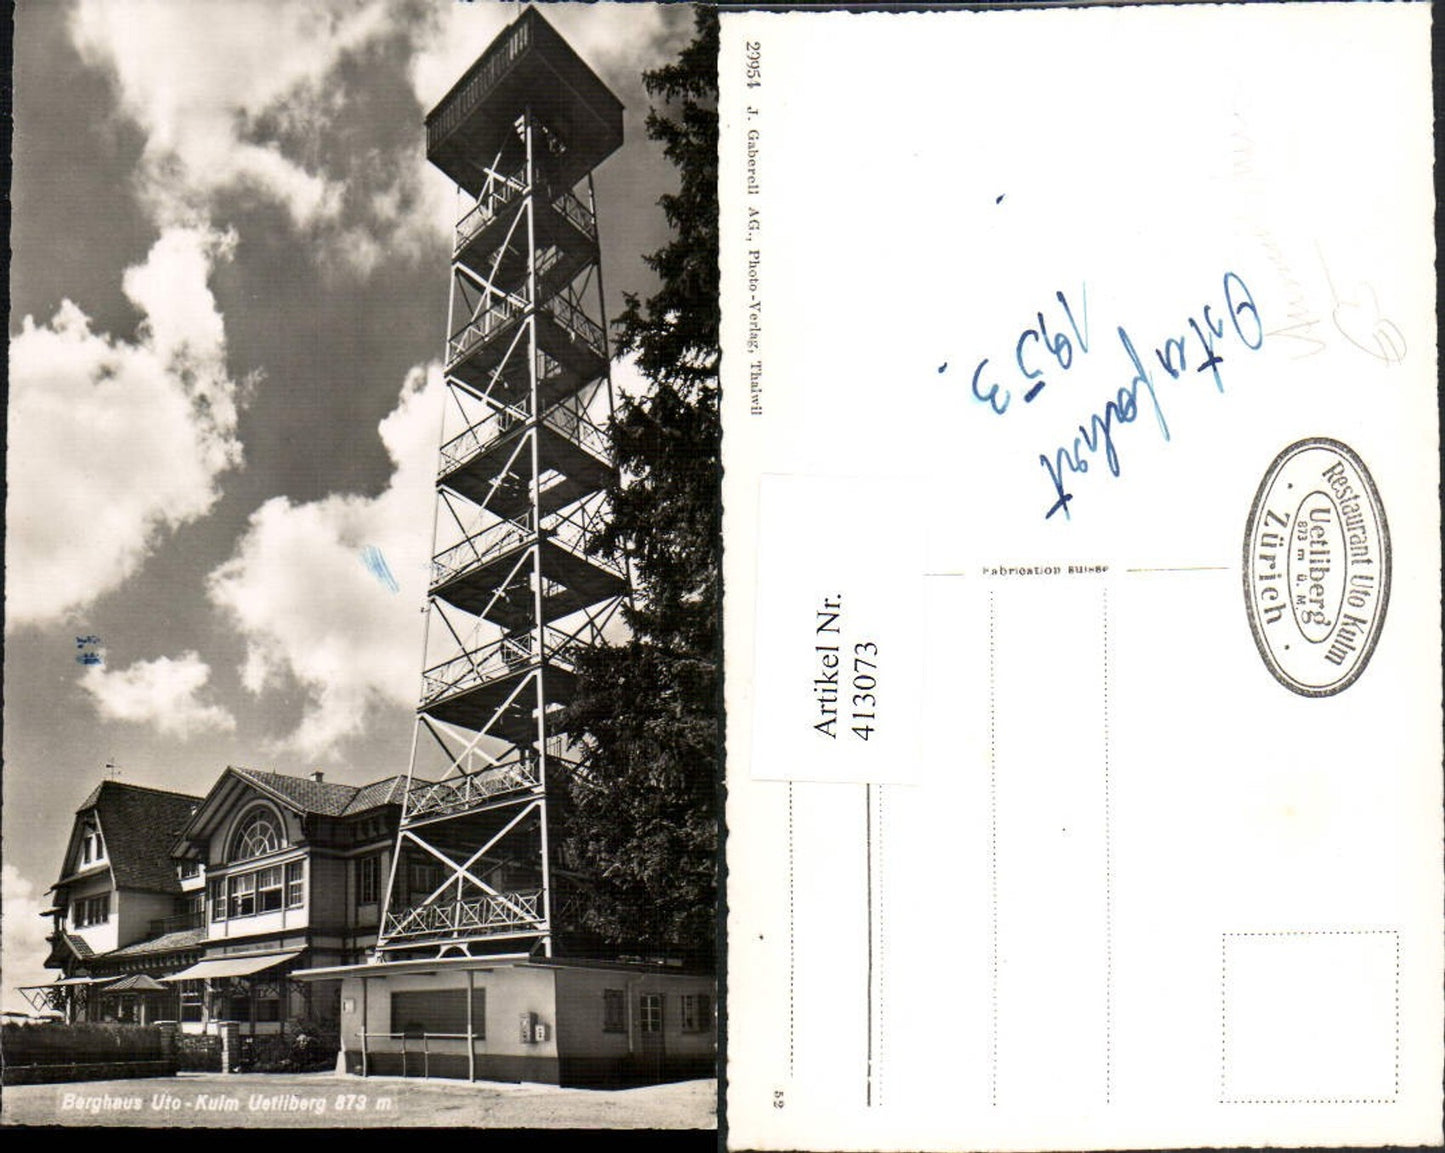 Berghaus Uto-Kulm Uetliberg 873 m
29954 J. Gaberell AG., Photo-Verlag, Thalwil
Osterfahrt
1953.
Restaurant Uto Kulm
Uetliberg
873 m ü. M
Zürich
Fabrication suisse
Artikel Nr.
413073
52